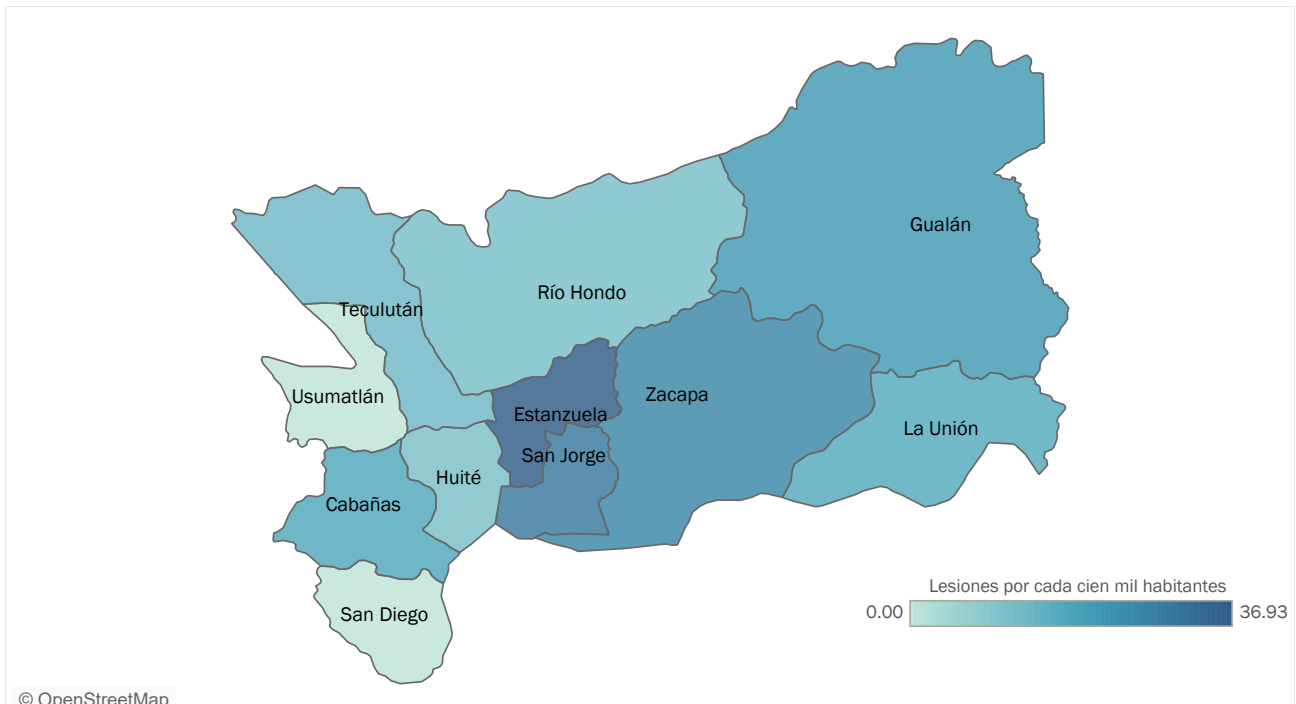 Gualán
Río Hondo
Teculután
Usumatlán
Zacapa
Estanzuela
La Unión
San Jorge
Huité
Cabañas
San Diego
Lesiones por cada cien mil habitantes
0.00
36.93
© OpenStreetMap